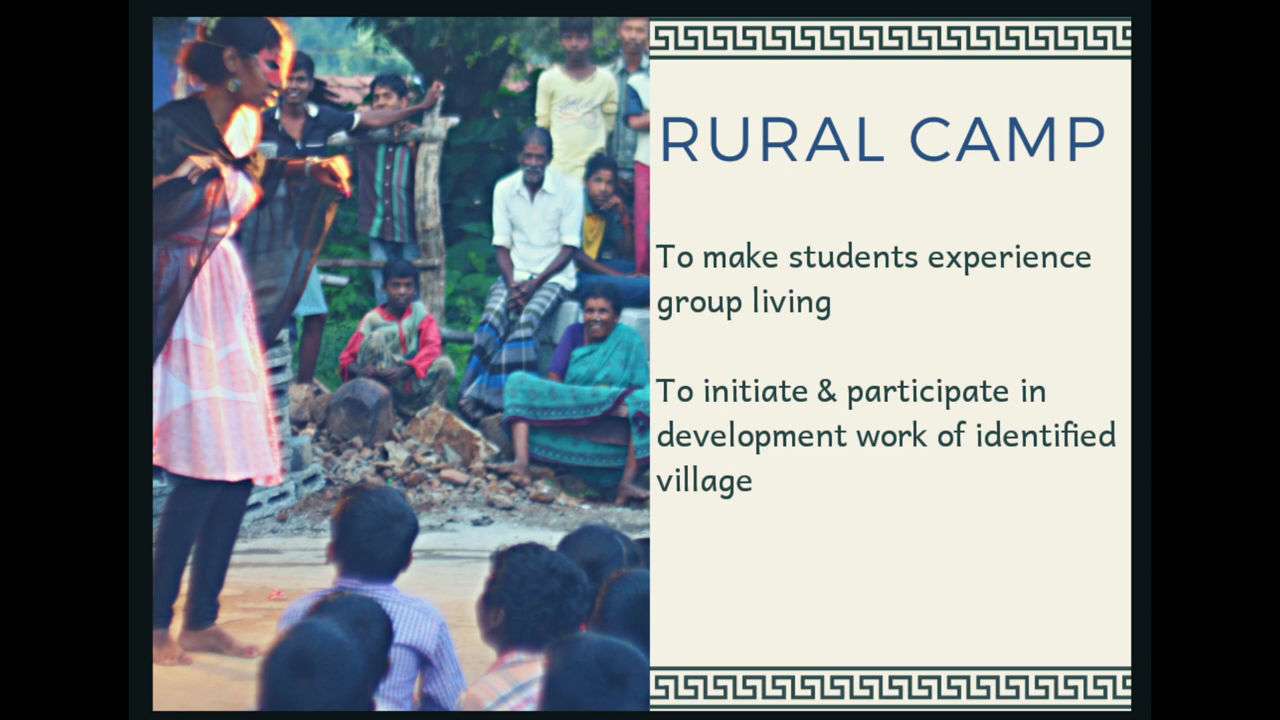 RURAL CAMP
To make students experience
group living
To initiate & participate in
development work of identified
village